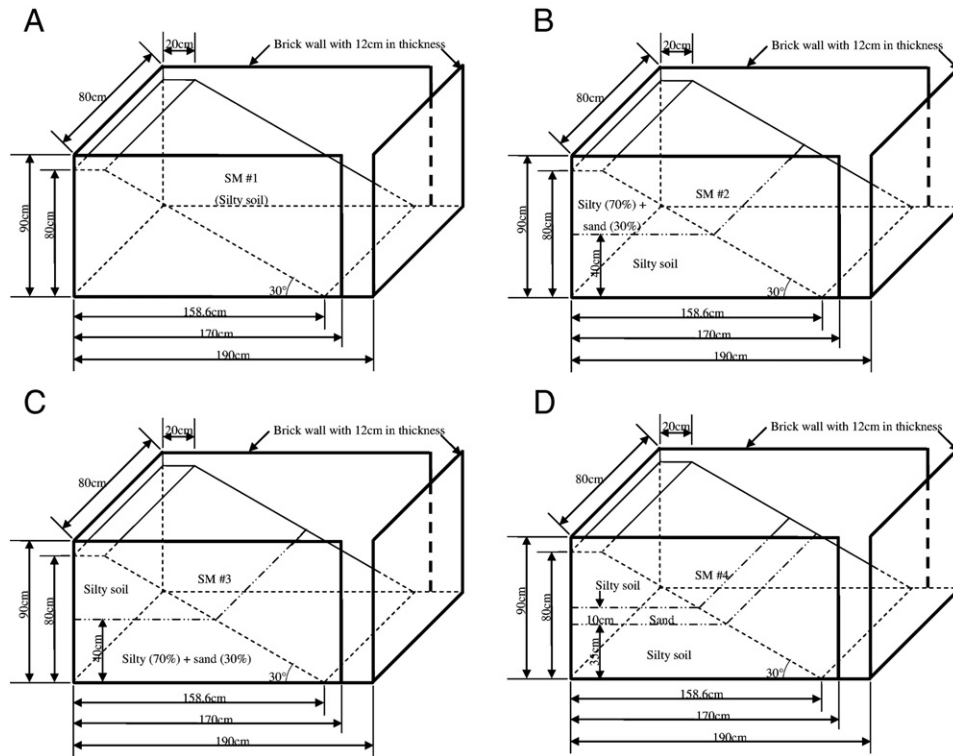 A
20cm
Brick wall with 12cm in thickness
80cm
SM #1
(Silty soil)
90cm
80cm
30°
158.6cm
170cm
190cm
B
20cm
Brick wall with 12cm in thickness
80cm
SM #2
Silty (70%) +
sand (30%)
90cm
80cm
40cm
Silty soil
30°
158.6cm
170cm
190cm
C
20cm
Brick wall with 12cm in thickness
80cm
SM #3
Silty soil
90cm
80cm
40cm
Silty (70%) + sand (30%)
30°
158.6cm
170cm
190cm
D
20cm
Brick wall with 12cm in thickness
80cm
SM #4
Silty soil
90cm
80cm
10cm
Sand
35cm
Silty soil
30°
158.6cm
170cm
190cm